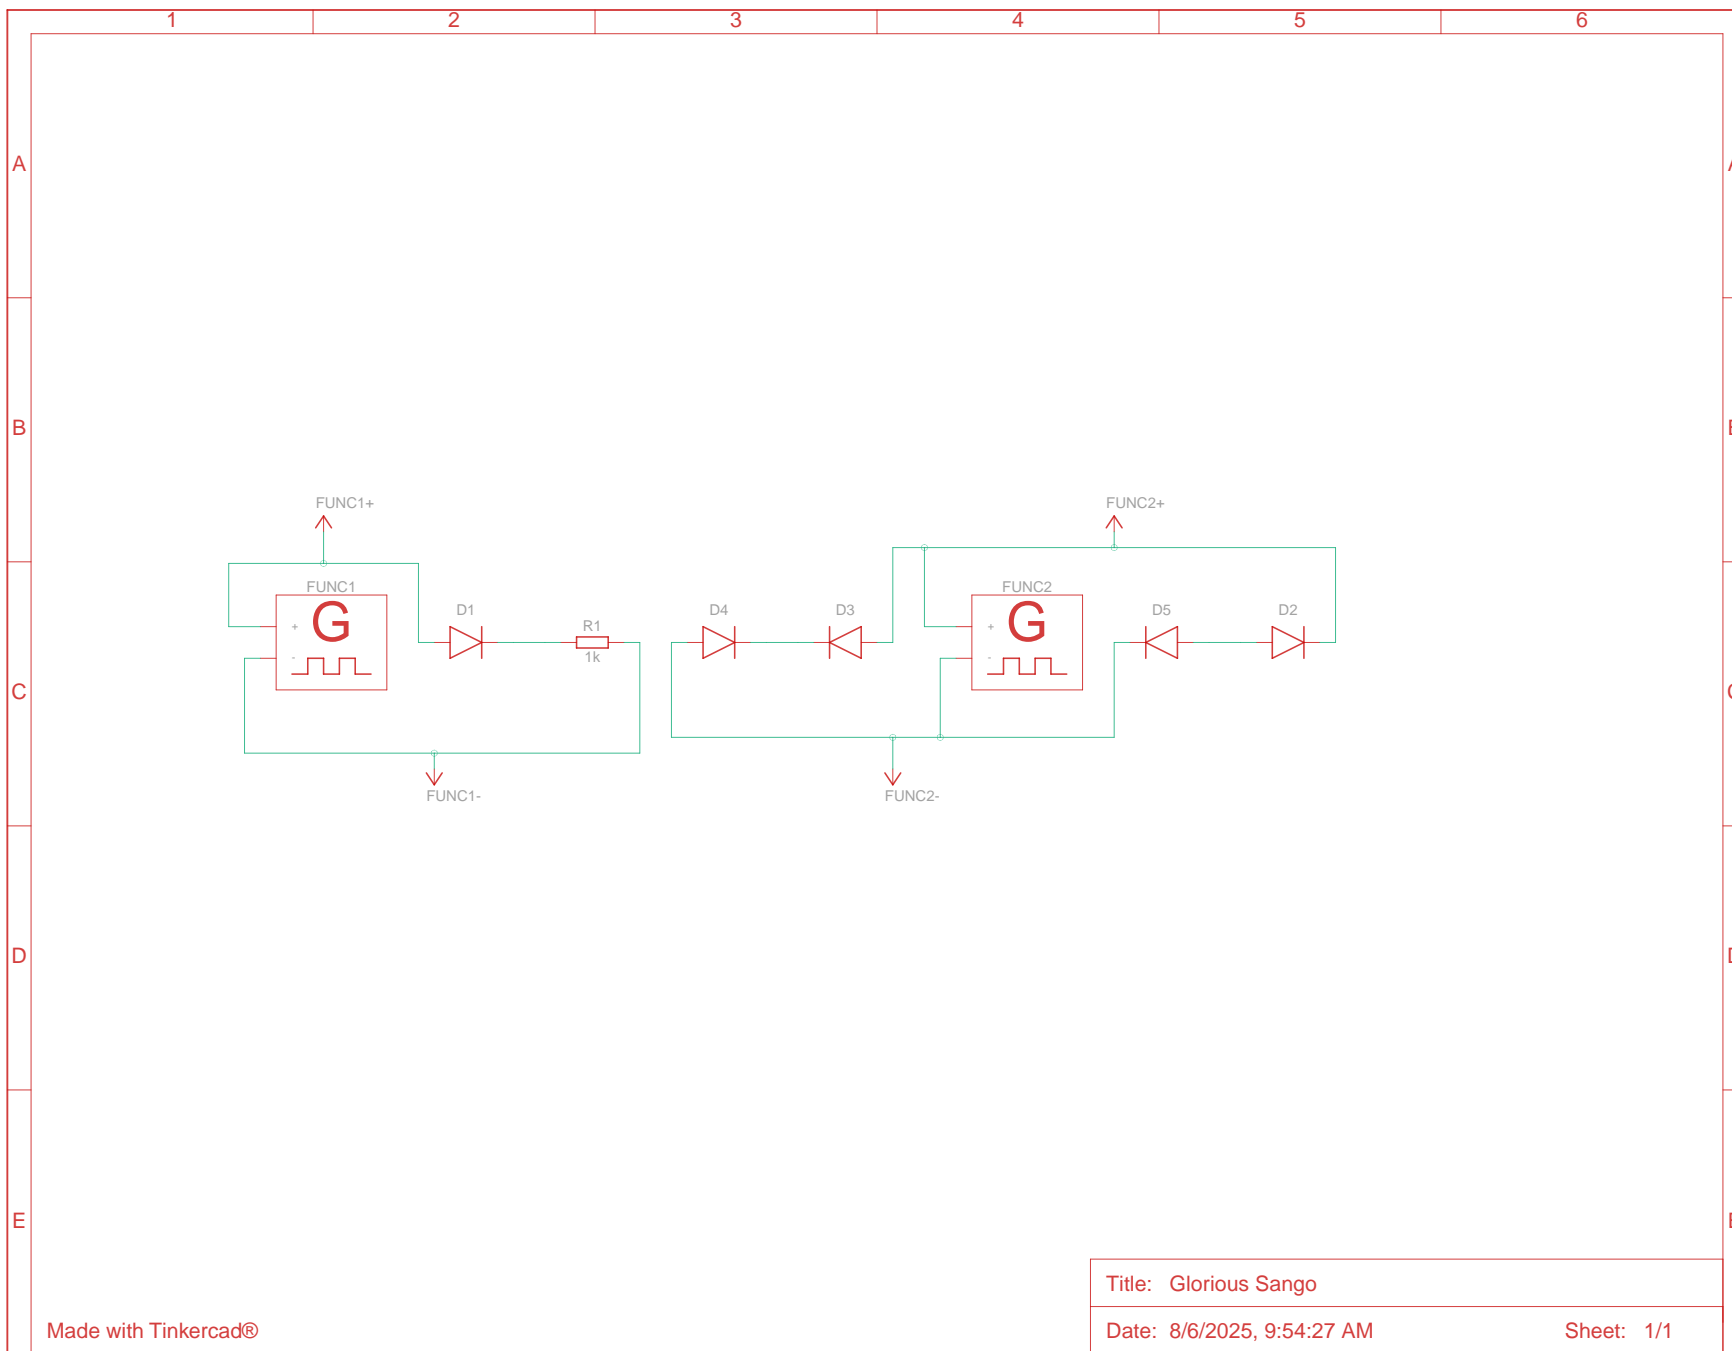 1 2 3 4 5 6
A
B
FUNC1+ FUNC2+
FUNC1 FUNC2
G G
D1 D4 D3 D5 D2
+ R1 +
- 1k -
C
FUNC1- FUNC2-
D
E
Title: Glorious Sango
Made with Tinkercad® Date: 8/6/2025, 9:54:27 AM Sheet: 1/1